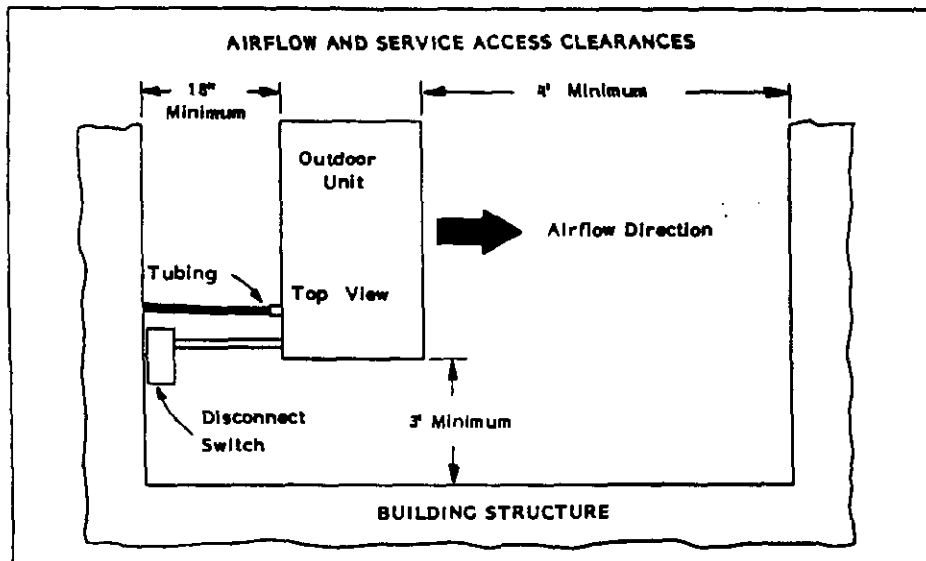 AIRFLOW AND SERVICE ACCESS CLEARANCES
18"
Minimum
4' Minimum
Outdoor
Unit
Airflow Direction
Tubing
Top View
Disconnect
Switch
3' Minimum
BUILDING STRUCTURE